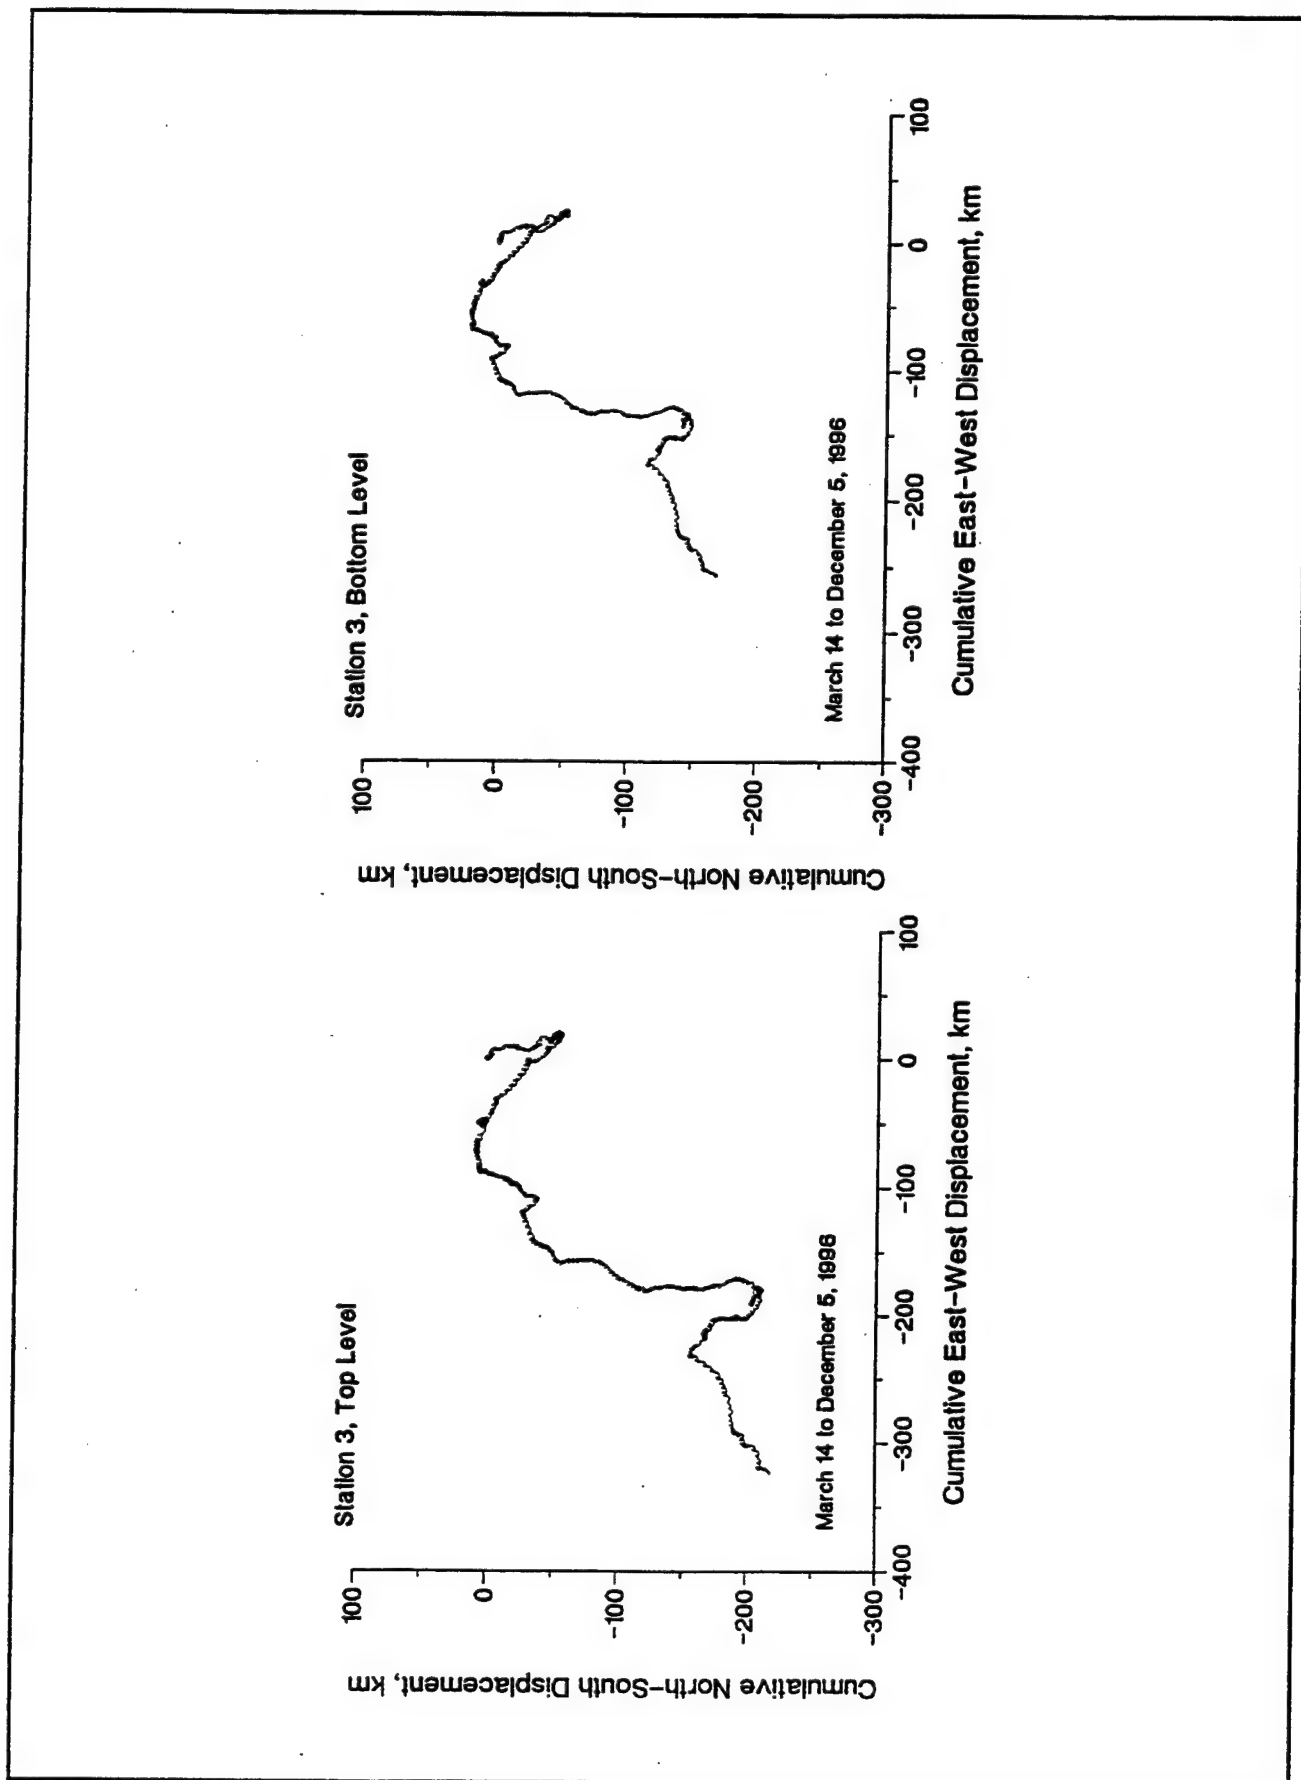 Station 3, Top Level
Cumulative North-South Displacement, km
100
0
-100
-200
-300
March 14 to December 5, 1996
-400
-300
-200
-100
0
100
Cumulative East-West Displacement, km
Station 3, Bottom Level
Cumulative North-South Displacement, km
100
0
-100
-200
-300
March 14 to December 5, 1996
-400
-300
-200
-100
0
100
Cumulative East-West Displacement, km